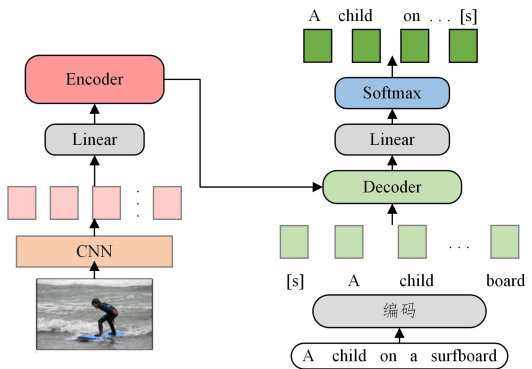 A child on ... [s]
Encoder
Softmax
Linear
Linear
Decoder
CNN
...
[s] A child board
编码
A child on a surfboard